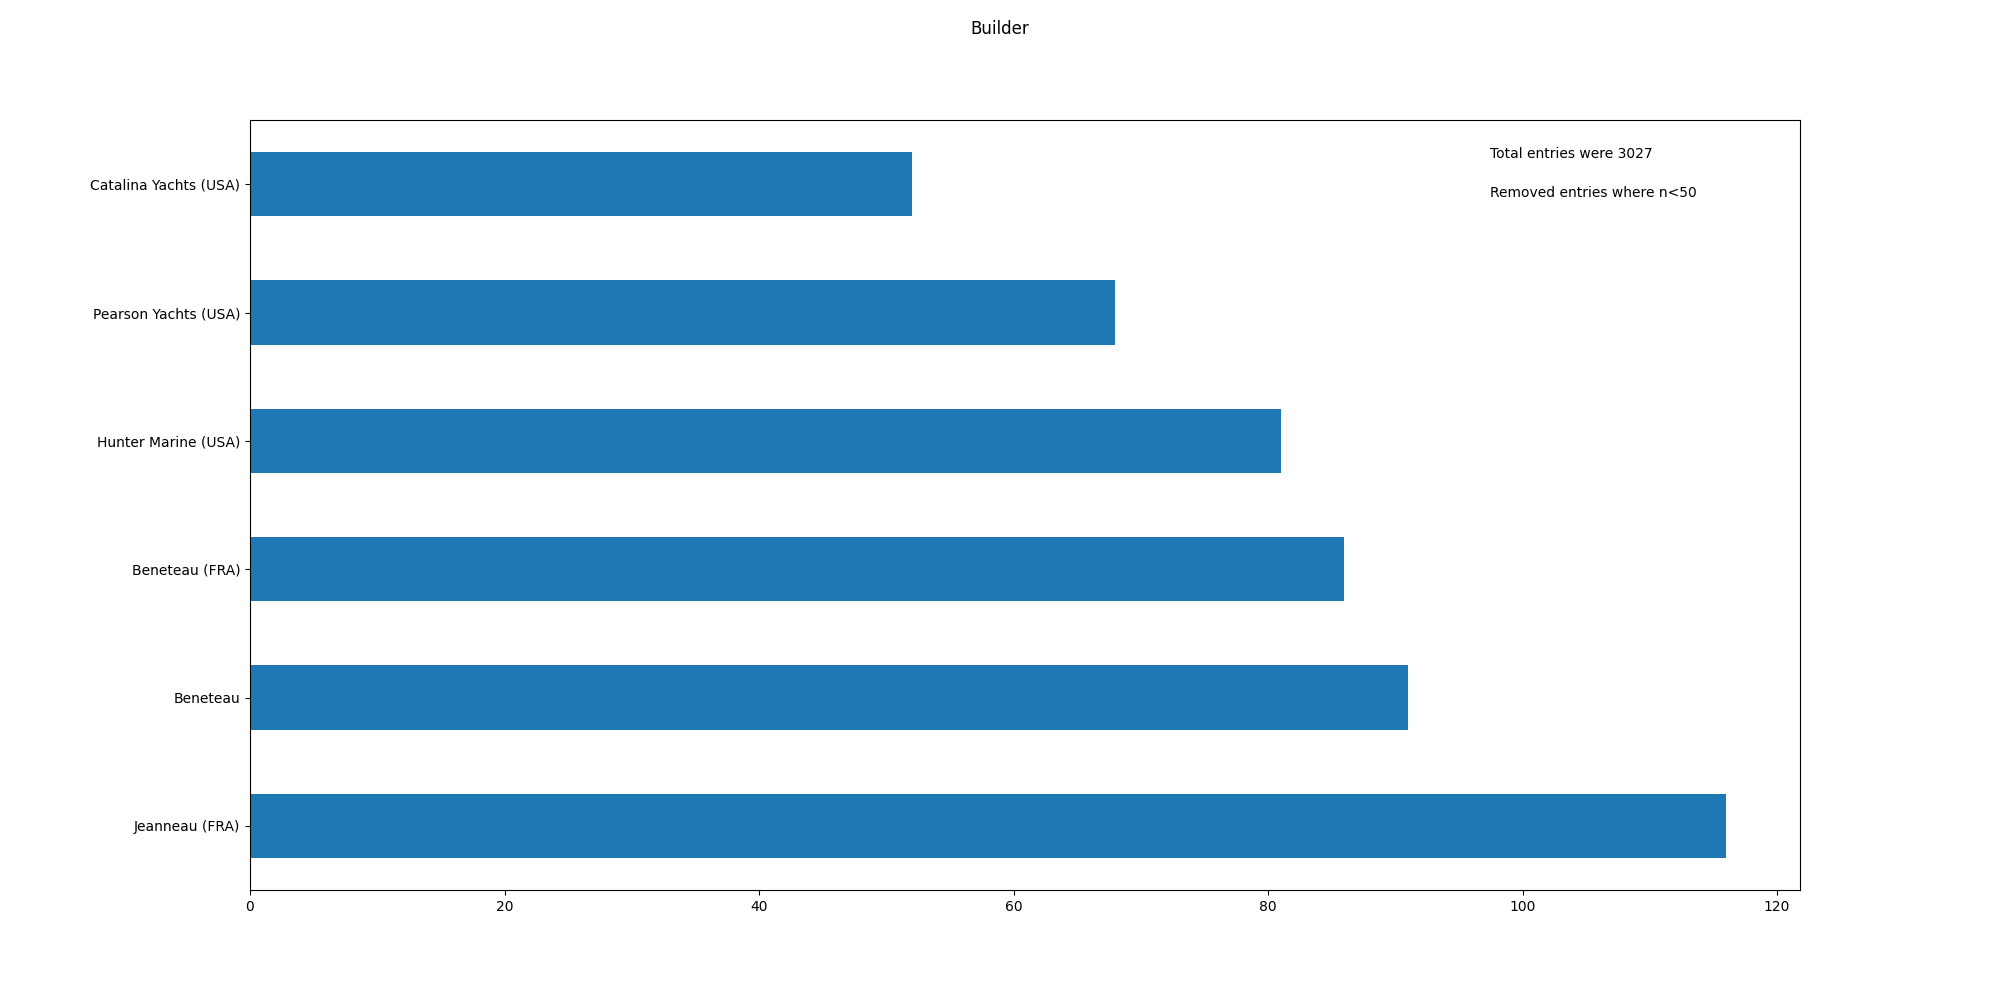 Builder
Total entries were 3027
Removed entries where n<50
Catalina Yachts (USA)
Pearson Yachts (USA)
Hunter Marine (USA)
Beneteau (FRA)
Beneteau
Jeanneau (FRA)
0 20 40 60 80 100 120